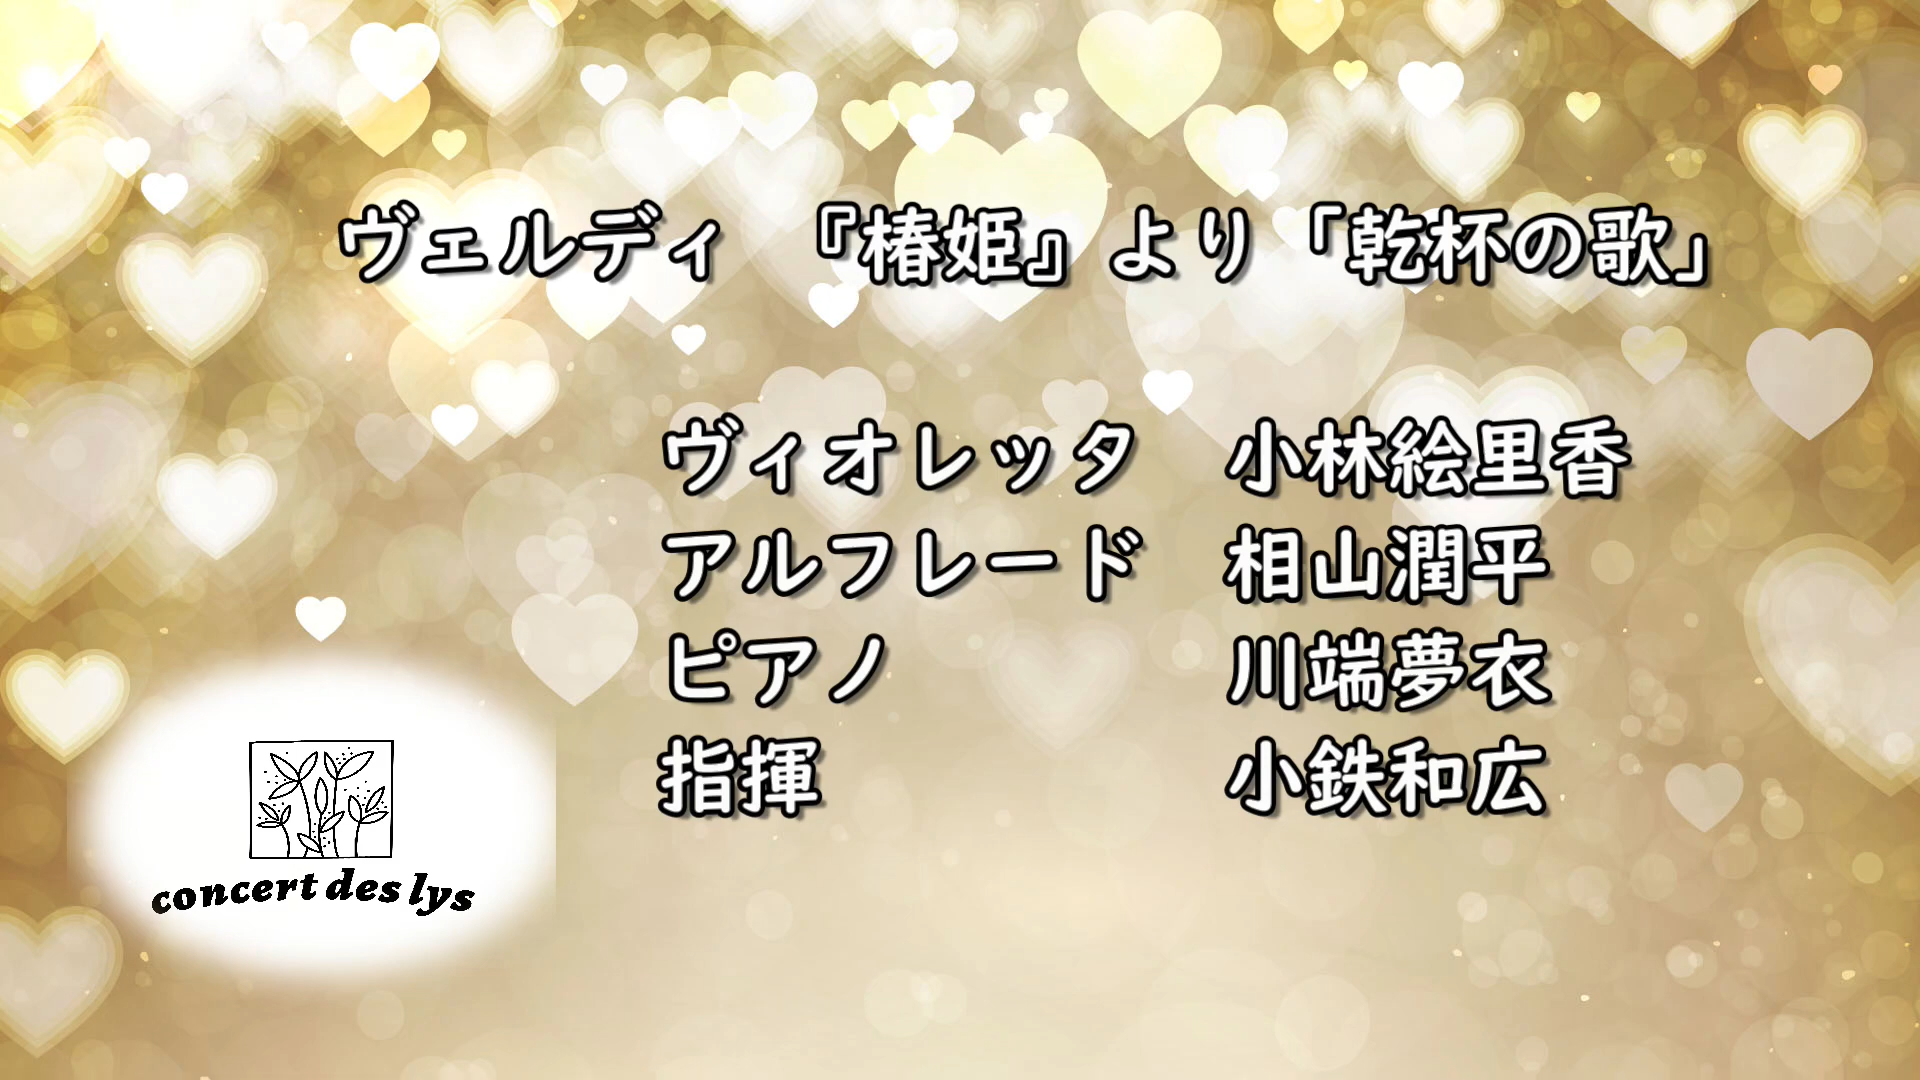 ヴェルディ　『椿姫』より「乾杯の歌」
ヴィオレッタ　小林絵里香
アルフレード　相山潤平
ピアノ　川端夢衣
指揮　小鉄和広
concert des lys